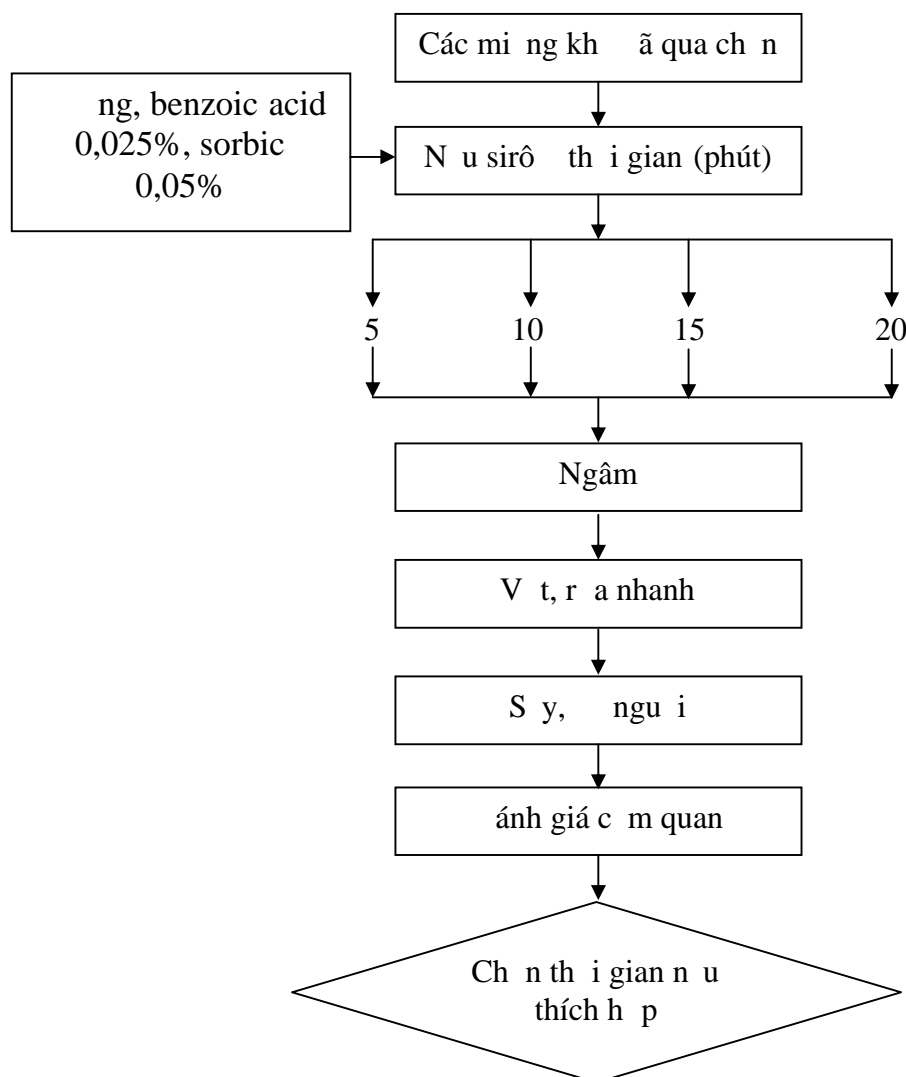 Các mi ng kh ã qua ch n
ng, benzoic acid
0,025%, sorbic
0,05%
N u sirô th i gian (phút)
5 10 15 20
Ngâm
V t, r a nhanh
S y, ngu i
ánh giá c m quan
Ch n th i gian n u
thích h p